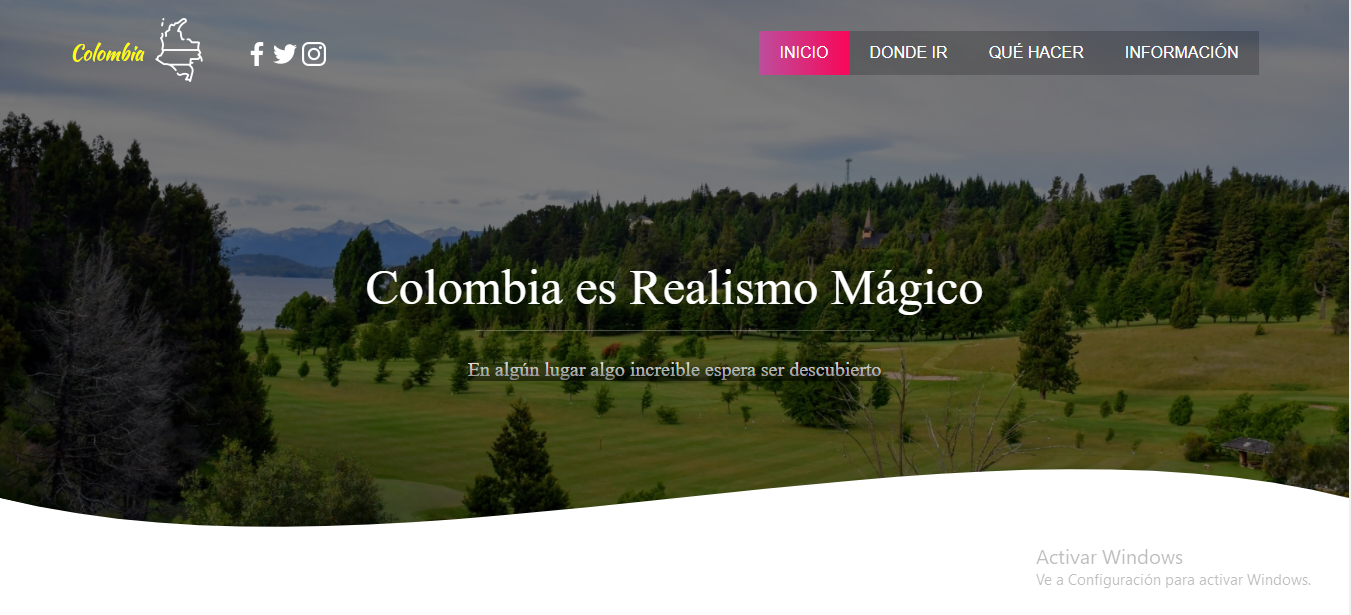 Colombia
INICIO
DONDE IR
QUÉ HACER
INFORMACIÓN
Colombia es Realismo Mágico
En algún lugar algo increible espera ser descubierto
Activar Windows
Ve a Configuración para activar Windows.